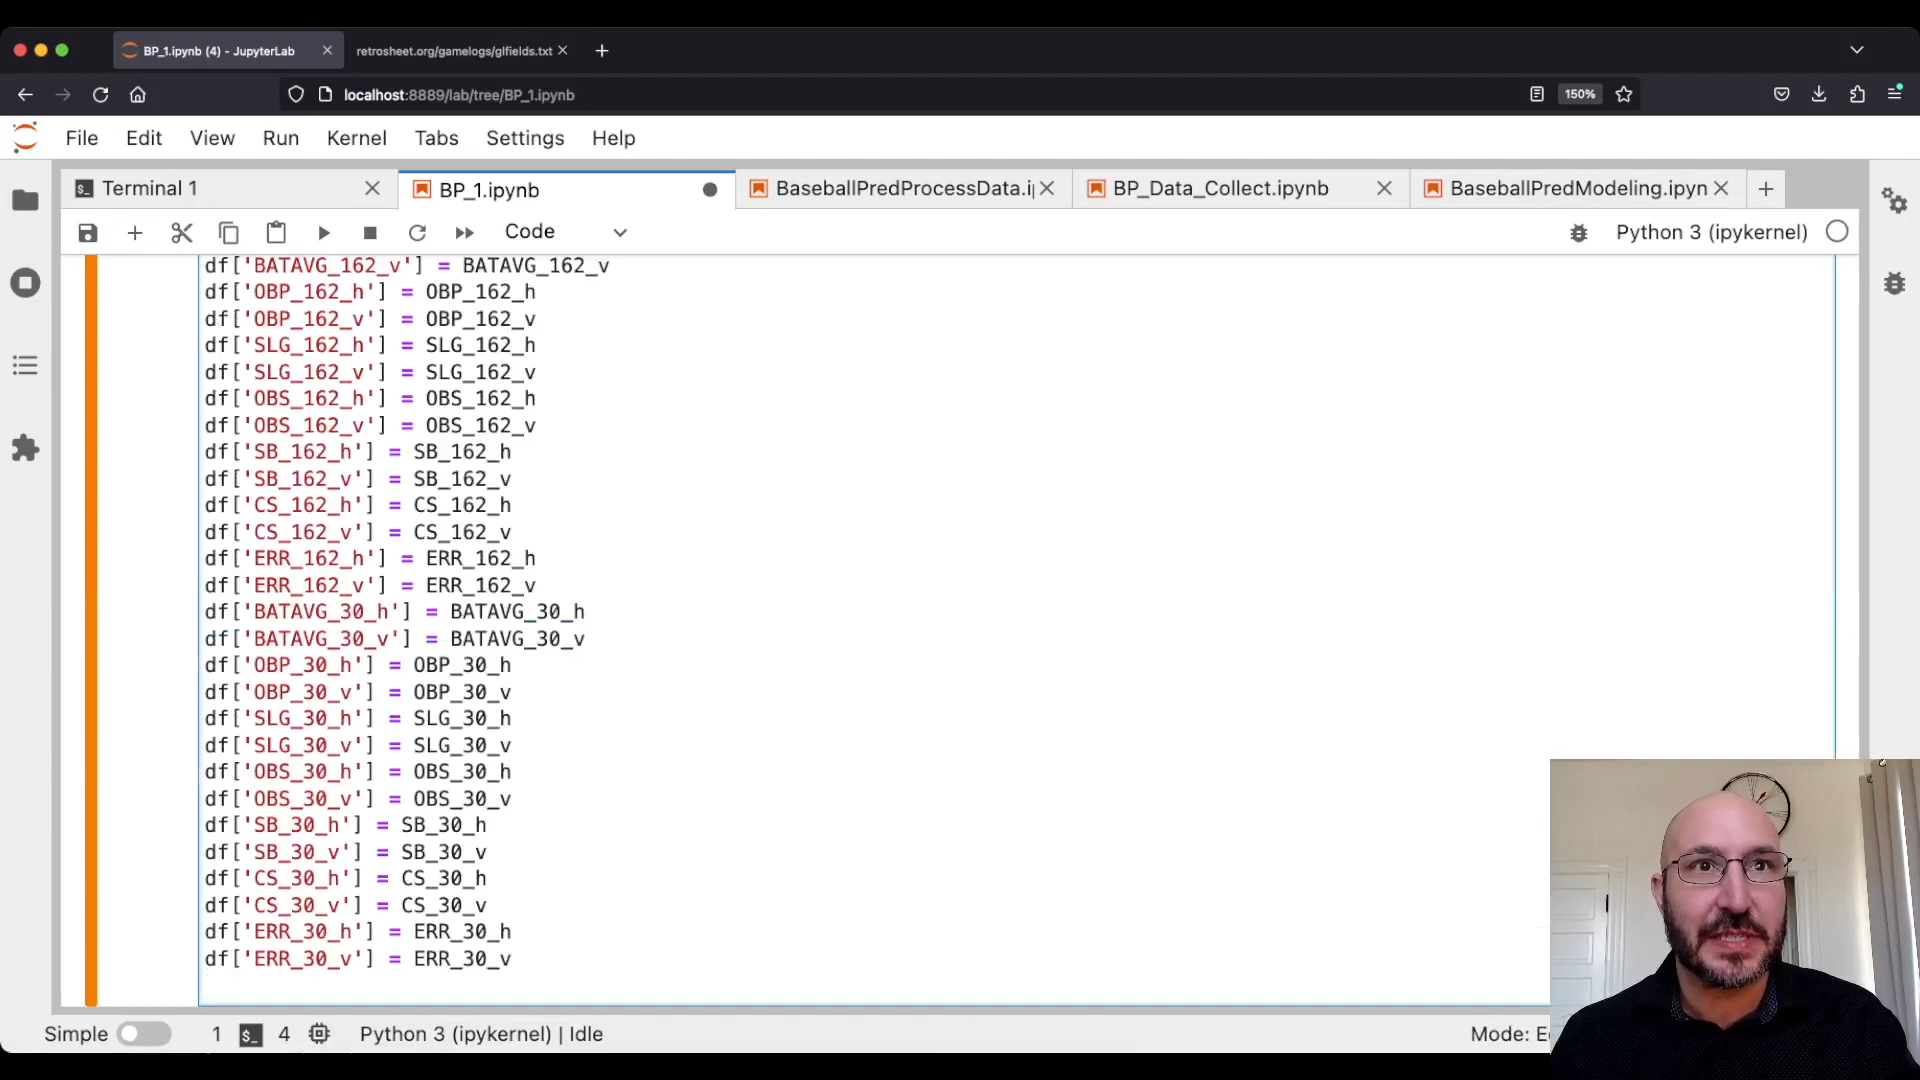 BP_1.ipynb (4) - JupyterLab
retrosheet.org/gamelogs/glfields.txt
localhost:8889/lab/tree/BP_1.ipynb
150%
File Edit View Run Kernel Tabs Settings Help
Terminal 1
BP_1.ipynb
BaseballPredProcessData.i
BP_Data_Collect.ipynb
BaseballPredModeling.ipyn
Code
Python 3 (ipykernel)
df['BATAVG_162_v'] = BATAVG_162_v
df['OBP_162_h'] = OBP_162_h
df['OBP_162_v'] = OBP_162_v
df['SLG_162_h'] = SLG_162_h
df['SLG_162_v'] = SLG_162_v
df['OBS_162_h'] = OBS_162_h
df['OBS_162_v'] = OBS_162_v
df['SB_162_h'] = SB_162_h
df['SB_162_v'] = SB_162_v
df['CS_162_h'] = CS_162_h
df['CS_162_v'] = CS_162_v
df['ERR_162_h'] = ERR_162_h
df['ERR_162_v'] = ERR_162_v
df['BATAVG_30_h'] = BATAVG_30_h
df['BATAVG_30_v'] = BATAVG_30_v
df['OBP_30_h'] = OBP_30_h
df['OBP_30_v'] = OBP_30_v
df['SLG_30_h'] = SLG_30_h
df['SLG_30_v'] = SLG_30_v
df['OBS_30_h'] = OBS_30_h
df['OBS_30_v'] = OBS_30_v
df['SB_30_h'] = SB_30_h
df['SB_30_v'] = SB_30_v
df['CS_30_h'] = CS_30_h
df['CS_30_v'] = CS_30_v
df['ERR_30_h'] = ERR_30_h
df['ERR_30_v'] = ERR_30_v
Simple 1 $_ 4 Python 3 (ipykernel) | Idle
Mode: E